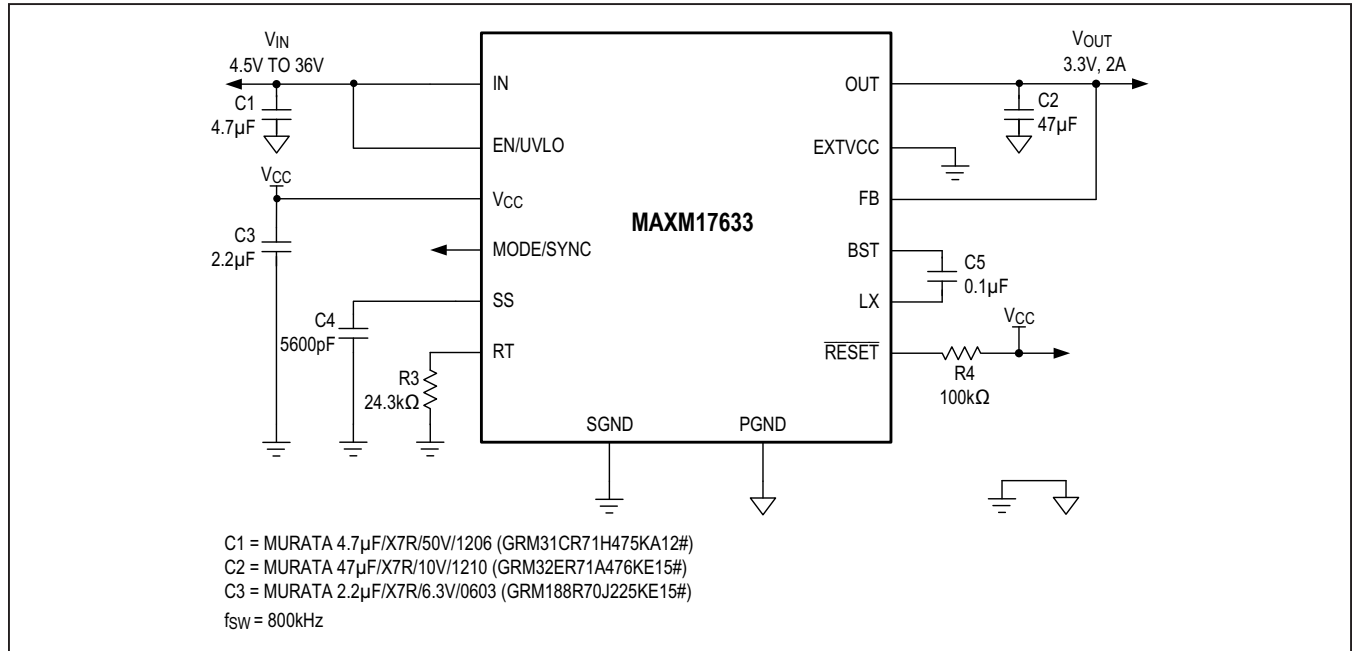 VIN
4.5V TO 36V
C1
4.7µF
VCC
C3
2.2µF
C4
5600pF
R3
24.3kΩ
IN
EN/UVLO
VCC
MODE/SYNC
SS
RT
MAXM17633
SGND
PGND
OUT
EXTVCC
FB
BST
LX
RESET
VOUT
3.3V, 2A
C2
47µF
C5
0.1µF
VCC
R4
100kΩ
C1 = MURATA 4.7µF/X7R/50V/1206 (GRM31CR71H475KA12#)
C2 = MURATA 47µF/X7R/10V/1210 (GRM32ER71A476KE15#)
C3 = MURATA 2.2µF/X7R/6.3V/0603 (GRM188R70J225KE15#)
fSW = 800kHz